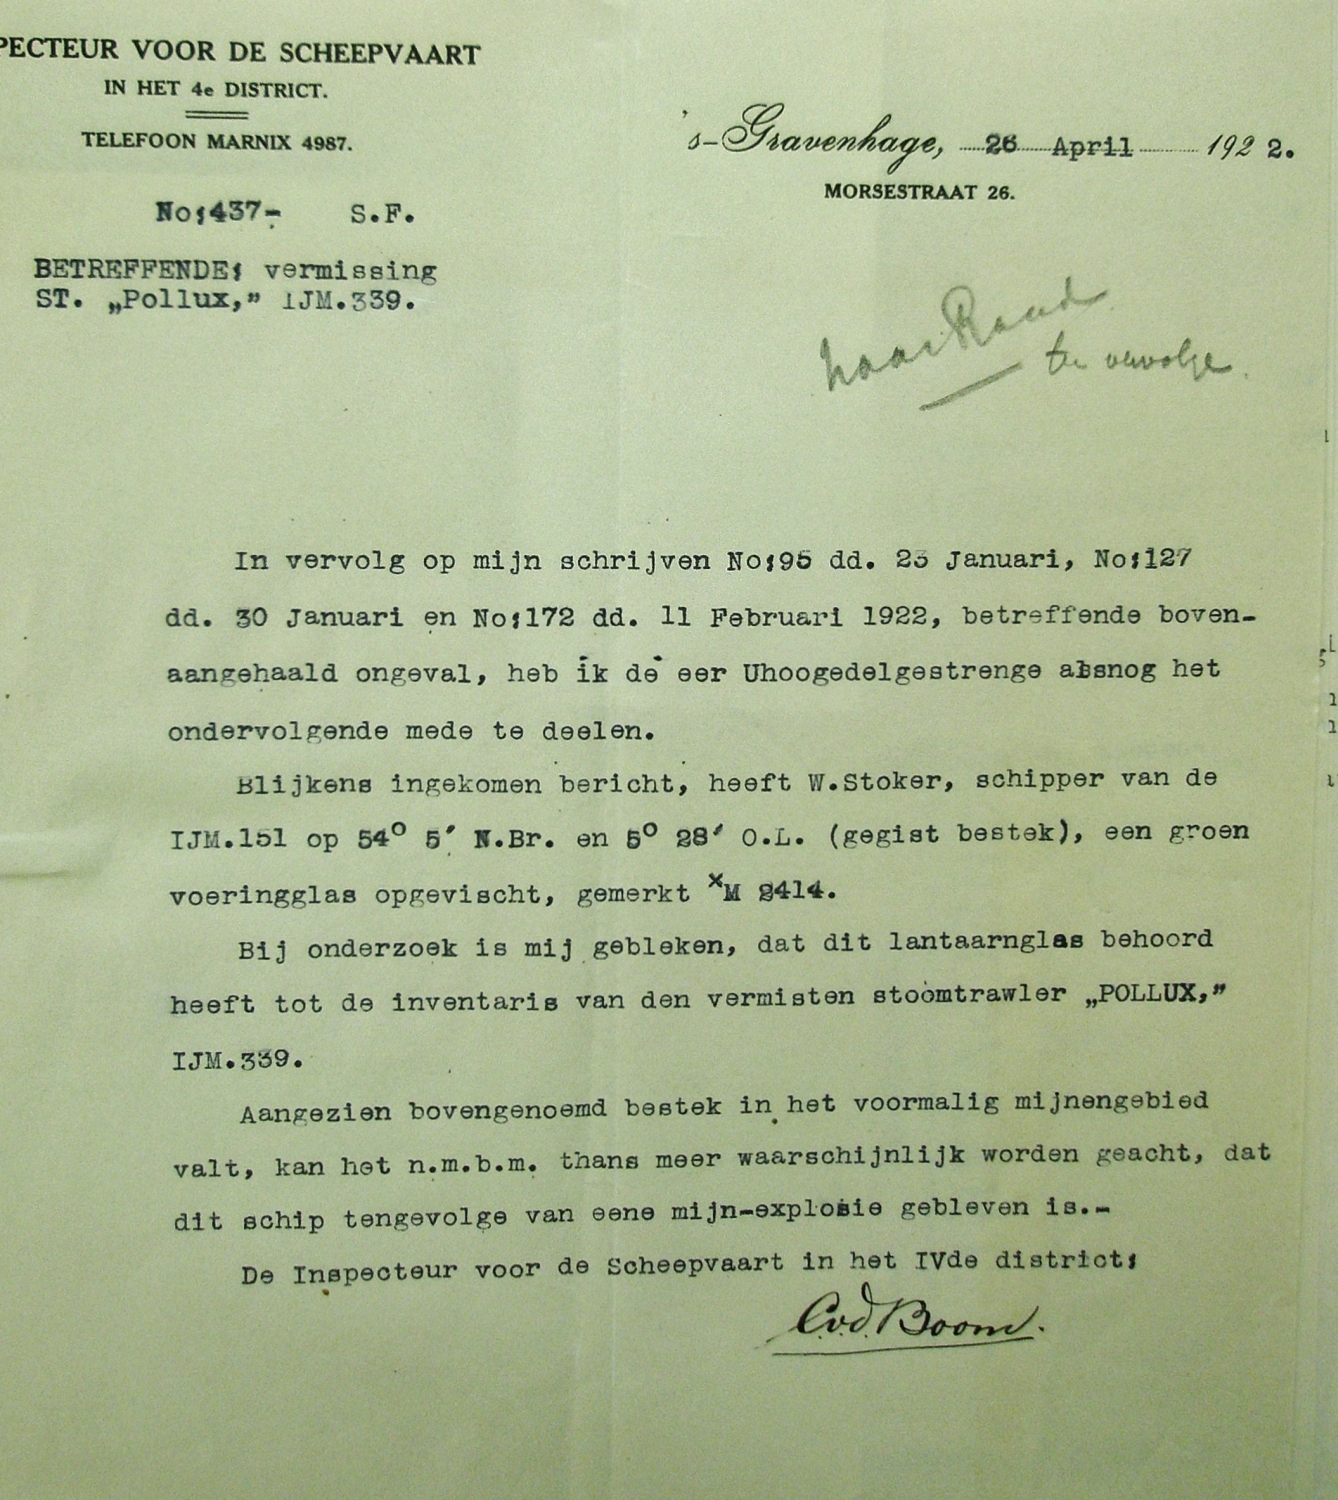 PECTEUR VOOR DE SCHEEPVAART
IN HET 4e DISTRICT.
TELEFOON MARNIX 4987.
's-Gravenhage, 26 April 1922.
MORSESTRAAT 26.
No;437- S.F.
BETREFFENDE; vermissing
ST. „Pollux,” IJM.339.
naar Raad
te vervolge.
In vervolg op mijn schrijven No;95 dd. 23 Januari, No;127
dd. 30 Januari en No;172 dd. 11 Februari 1922, betreffende boven-
aangehaald ongeval, heb ik de eer Uhoogedelgestrenge alsnog het
ondervolgende mede te deelen.
Blijkens ingekomen bericht, heeft W.Stoker, schipper van de
IJM.151 op 54° 5' N.Br. en 5° 28' O.L. (gegist bestek), een groen
voeringglas opgevischt, gemerkt ˣM 2414.
Bij onderzoek is mij gebleken, dat dit lantaarnglas behoord
heeft tot de inventaris van den vermisten stoomtrawler „POLLUX,”
IJM.339.
Aangezien bovengenoemd bestek in het voormalig mijnengebied
valt, kan het n.m.b.m. thans meer waarschijnlijk worden geacht, dat
dit schip tengevolge van eene mijn-explosie gebleven is.-
De Inspecteur voor de Scheepvaart in het IVde district;
C.v.d. Boom.